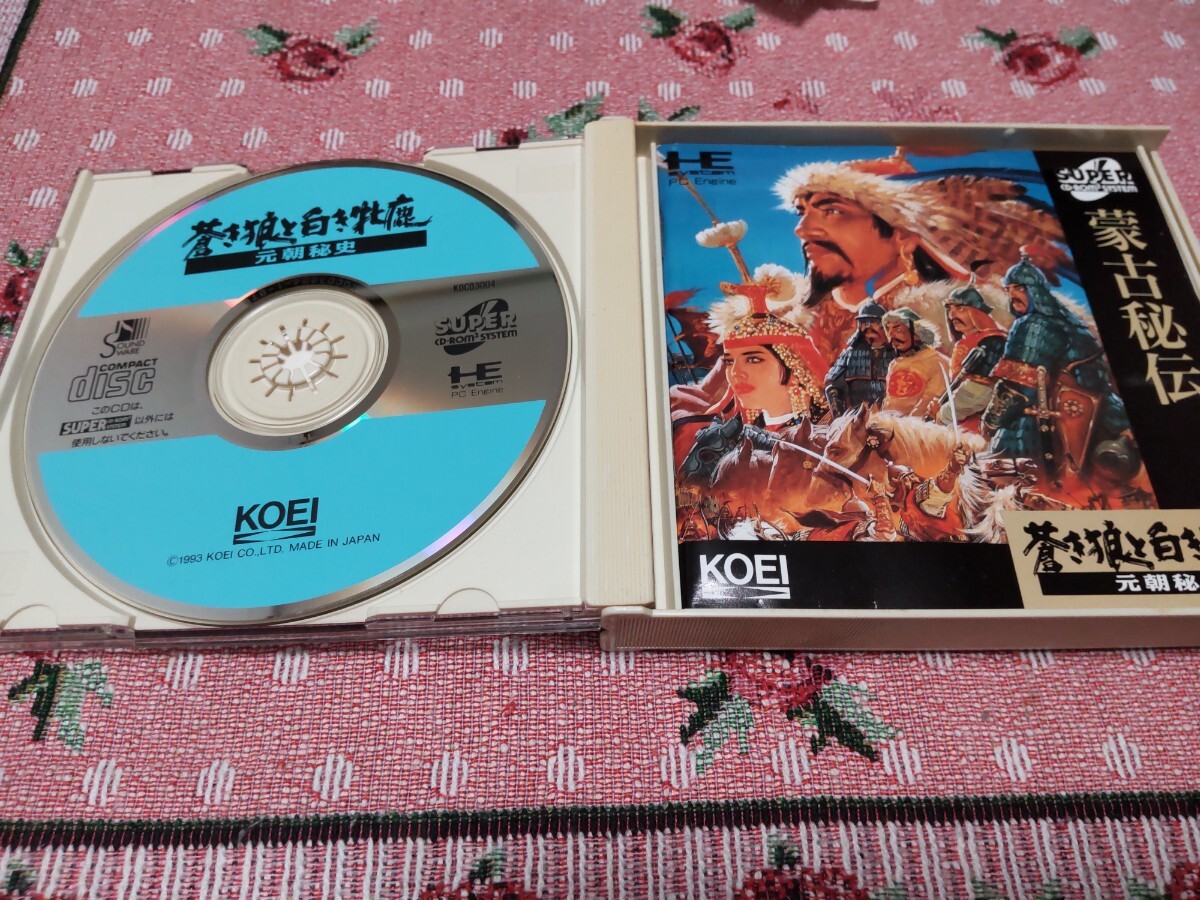 蒼き狼と白き牝鹿
元朝秘史
KOCD3004
SUPER
CD-ROM² SYSTEM
HE
system
PC Engine
SOUND
WARE
COMPACT
disc
このCDは、
SUPER 以外には
使用しないでください。
KOEI
©1993 KOEI CO.,LTD. MADE IN JAPAN
HE
system
PC Engine
SUPER
CD-ROM² SYSTEM
蒙古秘伝
KOEI
蒼き狼と白き
元朝秘